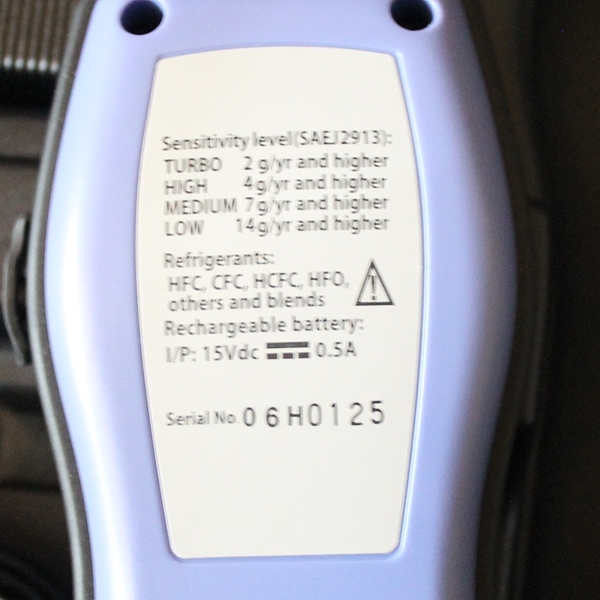 Sensitivity level(SAEJ2913):
TURBO 2 g/yr and higher
HIGH 4g/yr and higher
MEDIUM 7g/yr and higher
LOW 14g/yr and higher
Refrigerants:
HFC, CFC, HCFC, HFO,
others and blends
Rechargeable battery:
I/P: 15Vdc 0.5A
Serial No. 06H0125